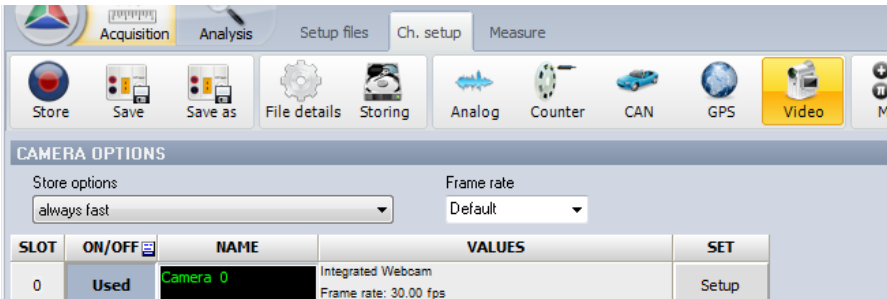 Acquisition Analysis Setup files Ch. setup Measure
Store Save Save as File details Storing Analog Counter CAN GPS Video
CAMERA OPTIONS
Store options Frame rate
always fast Default
SLOT ON/OFF NAME VALUES SET
0 Used Camera 0 Integrated Webcam Setup
Frame rate: 30.00 fps